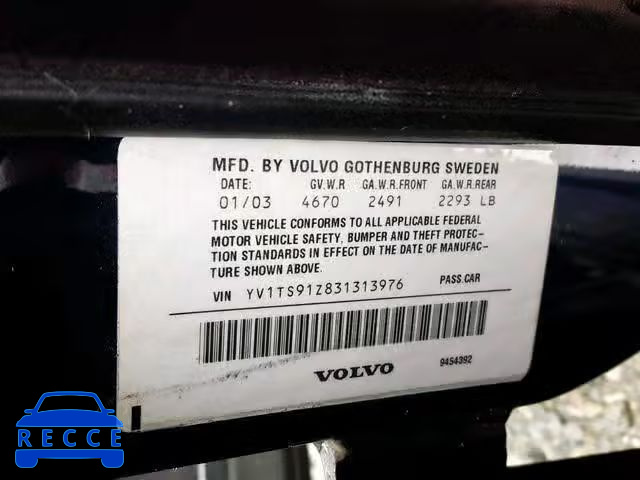 MFD. BY VOLVO GOTHENBURG SWEDEN
DATE: GV.W.R GA.W.R.FRONT GA.W.R.REAR
01/03 4670 2491 2293 LB
THIS VEHICLE CONFORMS TO ALL APPLICABLE FEDERAL
MOTOR VEHICLE SAFETY, BUMPER AND THEFT PROTEC-
TION STANDARDS IN EFFECT ON THE DATE OF MANUFAC-
TURE SHOWN ABOVE.
VIN YV1TS91Z831313976 PASS.CAR
VOLVO 9454392
RECCE